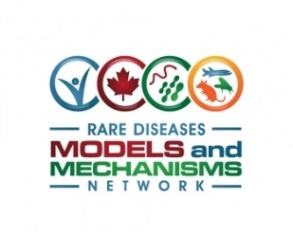 RARE DISEASES
MODELS and
MECHANISMS
NETWORK